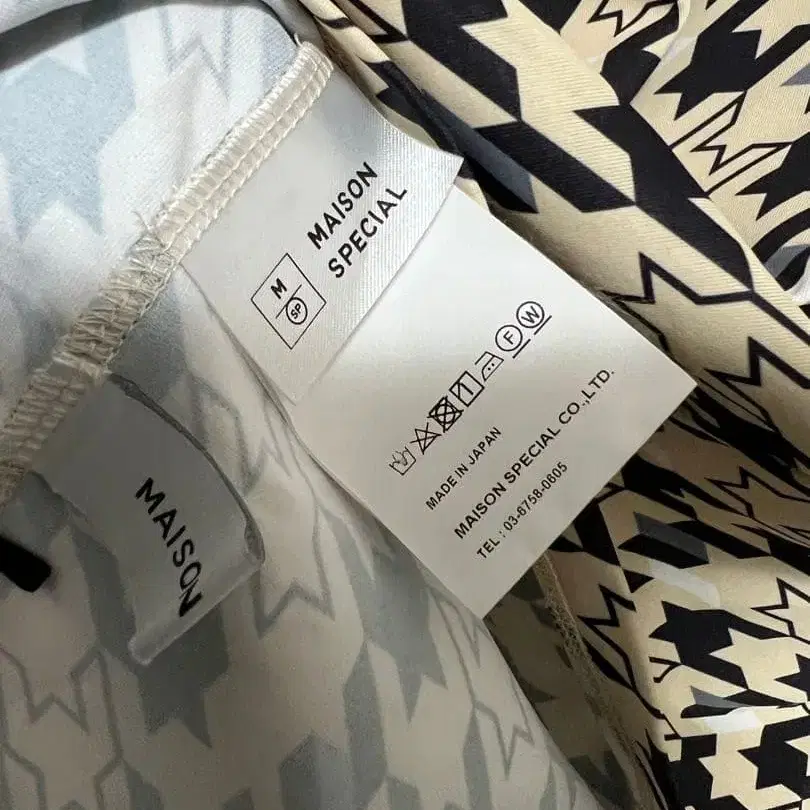 MAISON
SPECIAL
M
SP
F W
MADE IN JAPAN
MAISON SPECIAL CO.,LTD.
TEL : 03-6758-0605
MAISON